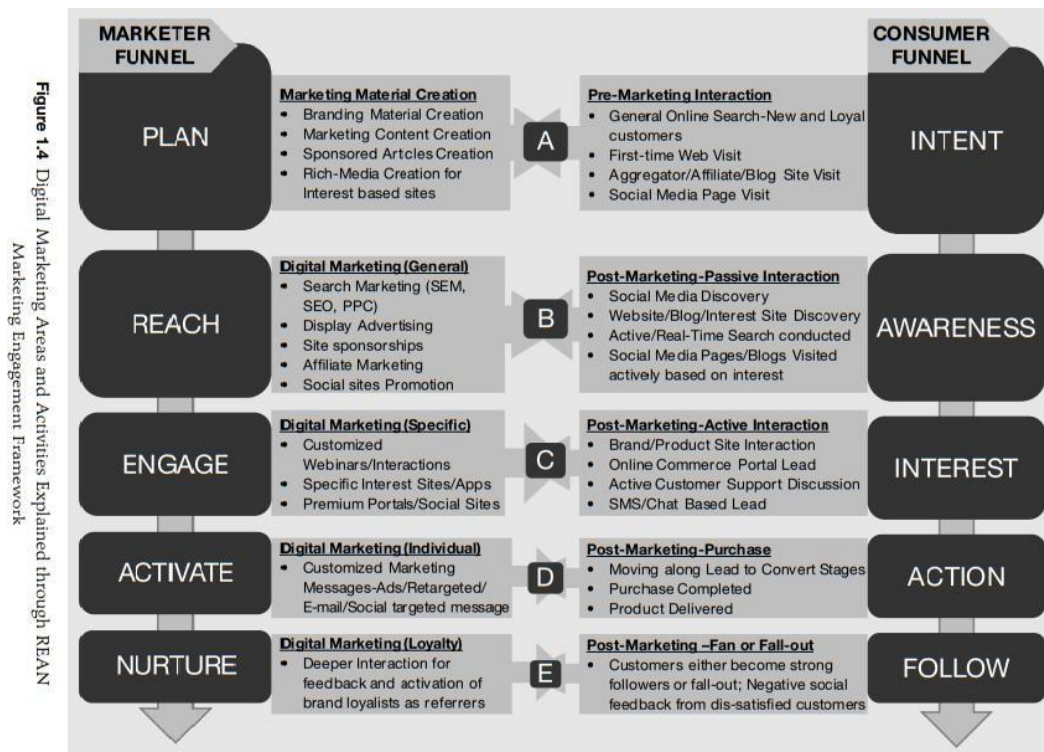 MARKETER
FUNNEL
CONSUMER
FUNNEL
PLAN
Marketing Material Creation
• Branding Material Creation
• Marketing Content Creation
• Sponsored Artcles Creation
• Rich-Media Creation for
Interest based sites
A
Pre-Marketing Interaction
• General Online Search-New and Loyal
customers
• First-time Web Visit
• Aggregator/Affiliate/Blog Site Visit
• Social Media Page Visit
INTENT
REACH
Digital Marketing (General)
• Search Marketing (SEM,
SEO, PPC)
• Display Advertising
• Site sponsorships
• Affiliate Marketing
• Social sites Promotion
B
Post-Marketing-Passive Interaction
• Social Media Discovery
• Website/Blog/Interest Site Discovery
• Active/Real-Time Search conducted
• Social Media Pages/Blogs Visited
actively based on interest
AWARENESS
ENGAGE
Digital Marketing (Specific)
• Customized
Webinars/Interactions
• Specific Interest Sites/Apps
• Premium Portals/Social Sites
C
Post-Marketing-Active Interaction
• Brand/Product Site Interaction
• Online Commerce Portal Lead
• Active Customer Support Discussion
• SMS/Chat Based Lead
INTEREST
ACTIVATE
Digital Marketing (Individual)
• Customized Marketing
Messages-Ads/Retargeted/
E-mail/Social targeted message
D
Post-Marketing-Purchase
• Moving along Lead to Convert Stages
• Purchase Completed
• Product Delivered
ACTION
NURTURE
Digital Marketing (Loyalty)
• Deeper Interaction for
feedback and activation of
brand loyalists as referrers
E
Post-Marketing –Fan or Fall-out
• Customers either become strong
followers or fall-out; Negative social
feedback from dis-satisfied customers
FOLLOW
Figure 1.4 Digital Marketing Areas and Activities Explained through REAN
Marketing Engagement Framework